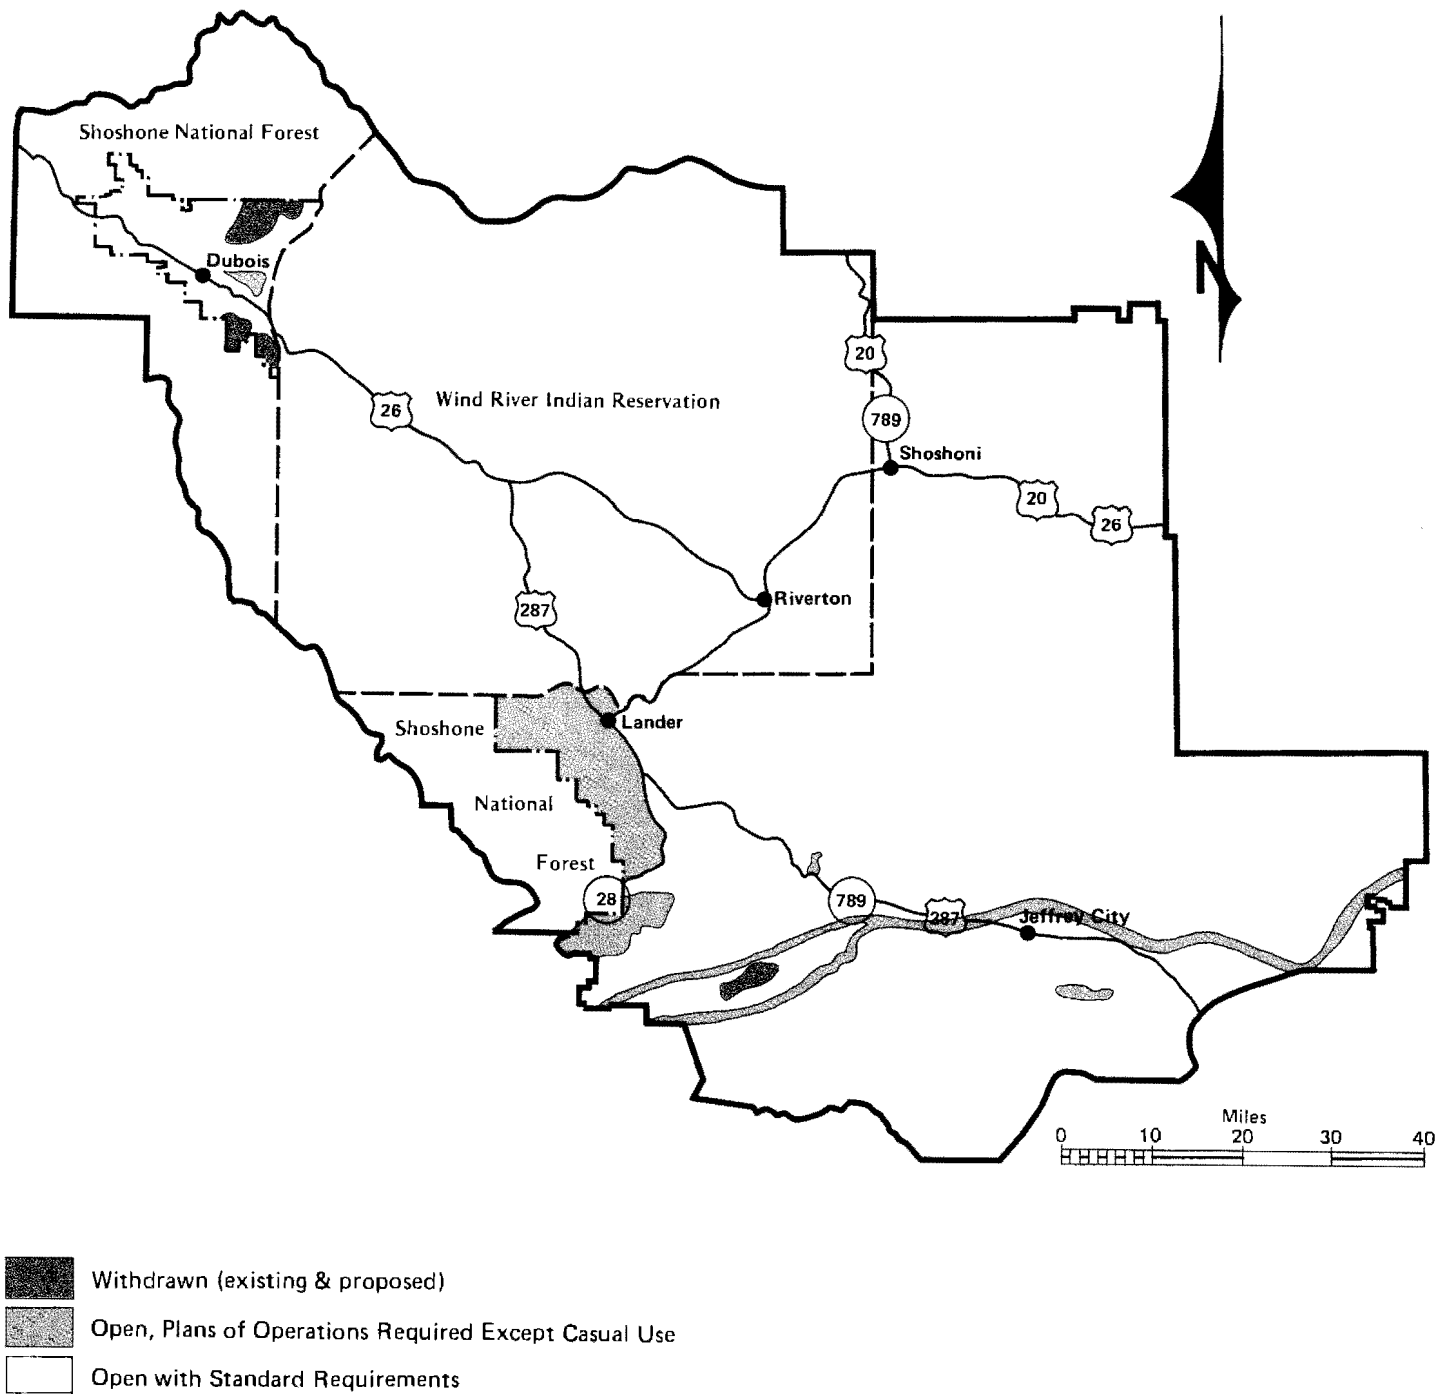 Shoshone National Forest
N
Dubois
20
26
Wind River Indian Reservation
789
Shoshoni
20
26
287
Riverton
Shoshone
Lander
National
Forest
28
789
287
Jeffrey City
Miles
0 10 20 30 40
Withdrawn (existing & proposed)
Open, Plans of Operations Required Except Casual Use
Open with Standard Requirements